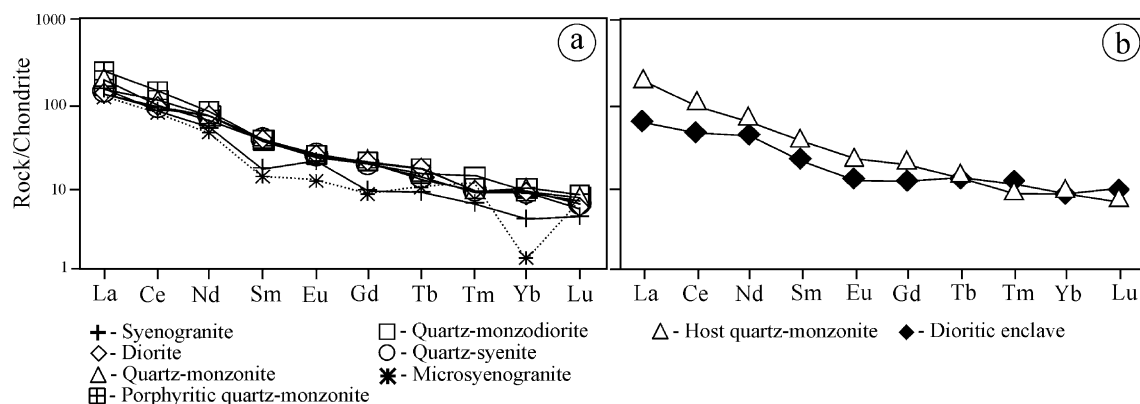 1000
a
b
100
Rock/Chondrite
10
1
La Ce Nd Sm Eu Gd Tb Tm Yb Lu
La Ce Nd Sm Eu Gd Tb Tm Yb Lu
- Syenogranite
- Diorite
- Quartz-monzonite
- Porphyritic quartz-monzonite
- Quartz-monzodiorite
- Quartz-syenite
- Microsyenogranite
- Host quartz-monzonite
- Dioritic enclave